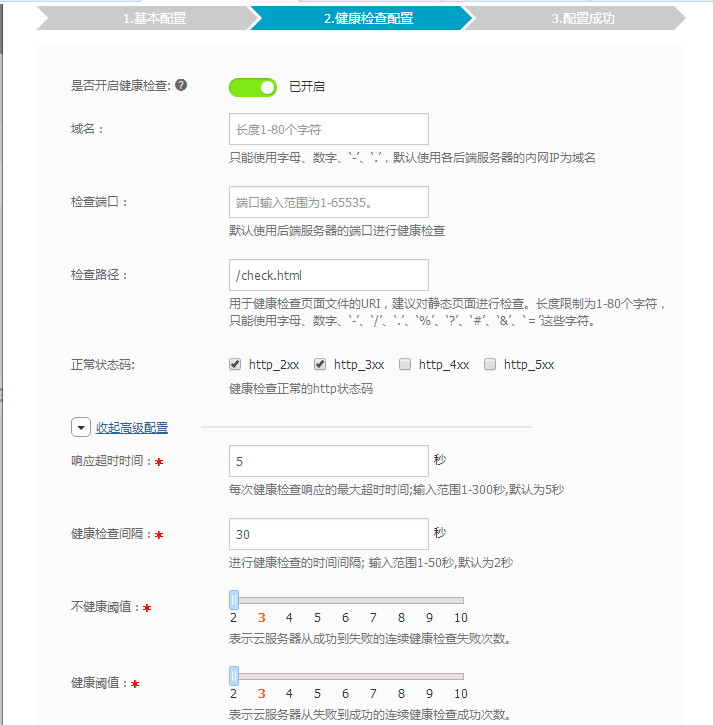 1.基本配置 2.健康检查配置 3.配置成功
是否开启健康检查: ? 已开启
域名： 长度1-80个字符
只能使用字母、数字、‘-’、‘.’，默认使用各后端服务器的内网IP为域名
检查端口： 端口输入范围为1-65535。
默认使用后端服务器的端口进行健康检查
检查路径： /check.html
用于健康检查页面文件的URI，建议对静态页面进行检查。长度限制为1-80个字符，
只能使用字母、数字、‘-’、‘/’、‘.’、‘%’、‘?’、‘#’、‘&’、‘=’这些字符。
正常状态码: http_2xx http_3xx http_4xx http_5xx
健康检查正常的http状态码
收起高级配置
响应超时时间：* 5 秒
每次健康检查响应的最大超时时间;输入范围1-300秒,默认为5秒
健康检查间隔：* 30 秒
进行健康检查的时间间隔; 输入范围1-50秒,默认为2秒
不健康阈值：*
2 3 4 5 6 7 8 9 10
表示云服务器从成功到失败的连续健康检查失败次数。
健康阈值：*
2 3 4 5 6 7 8 9 10
表示云服务器从失败到成功的连续健康检查成功次数。